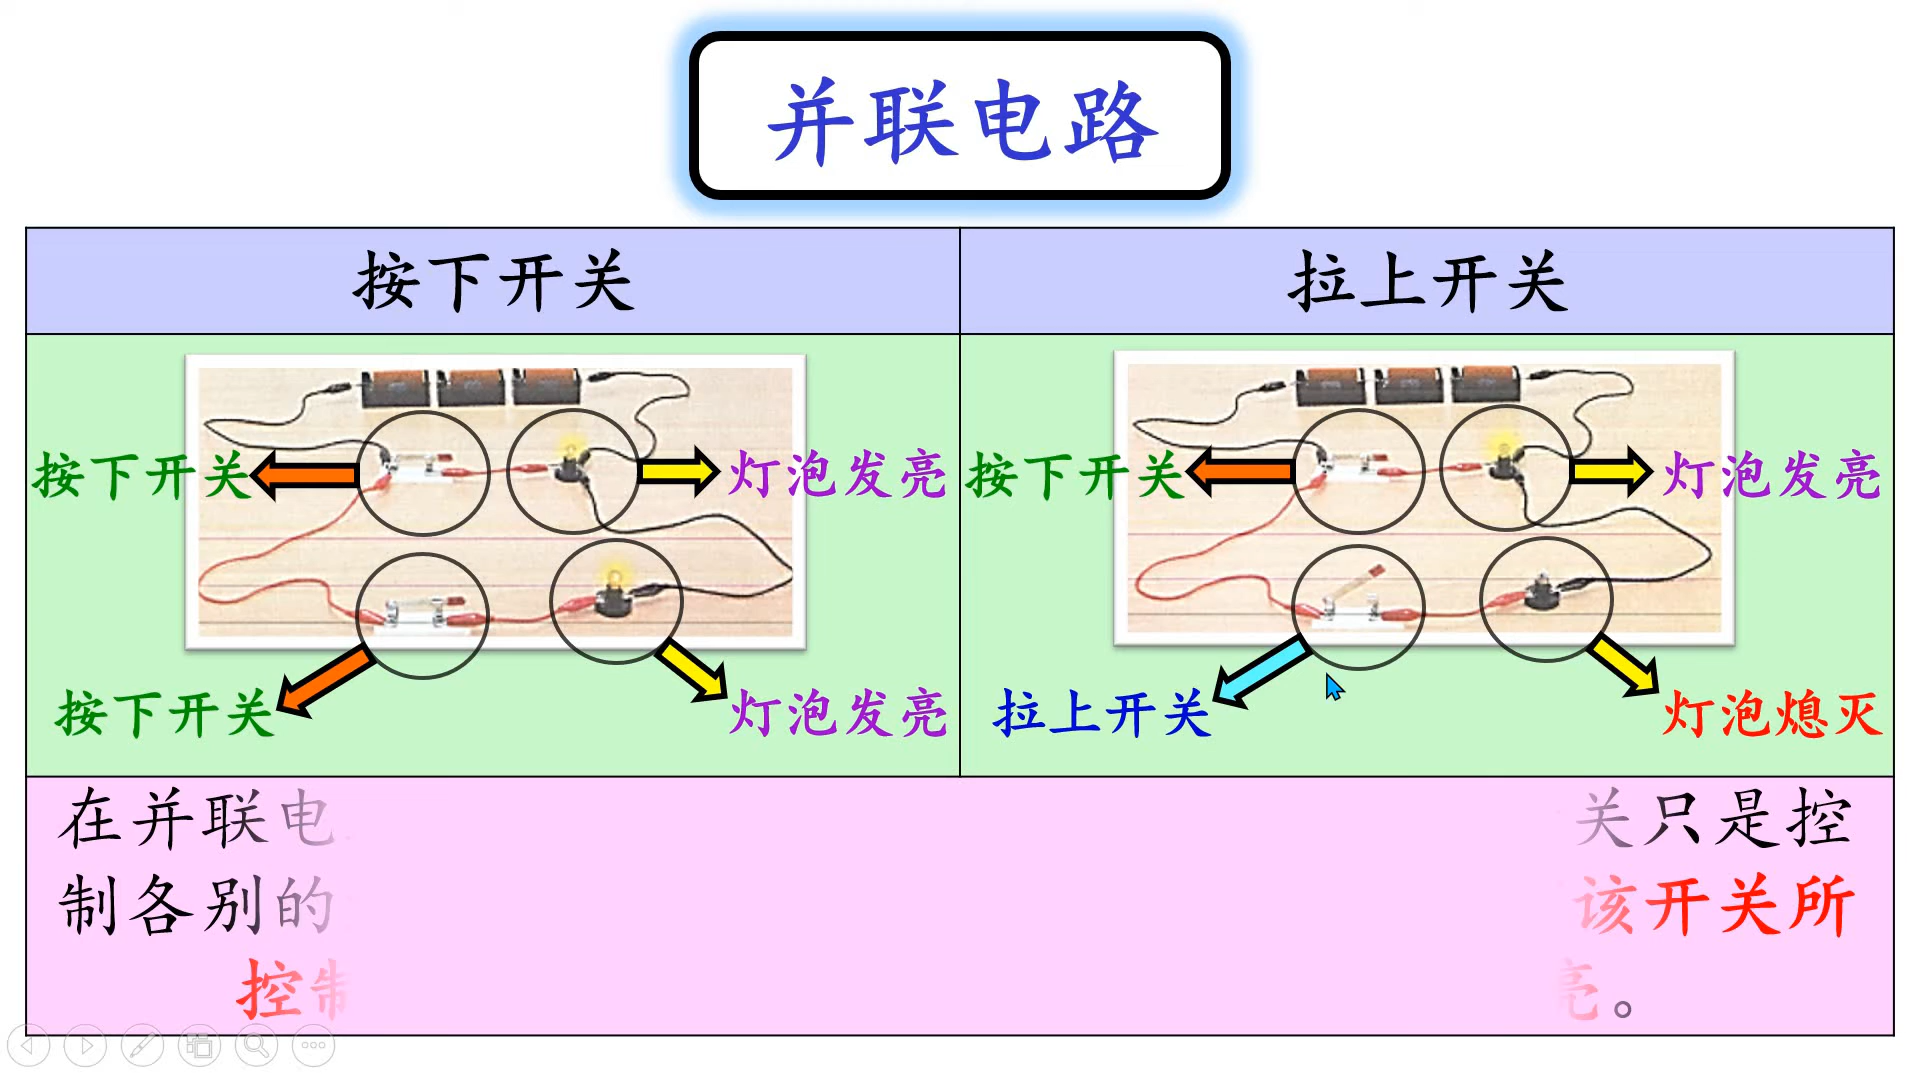 并联电路
按下开关
拉上开关
按下开关
灯泡发亮
按下开关
灯泡发亮
按下开关
灯泡发亮
拉上开关
灯泡熄灭
在并联电 关只是控
制各别的 该开关所
控制 亮。